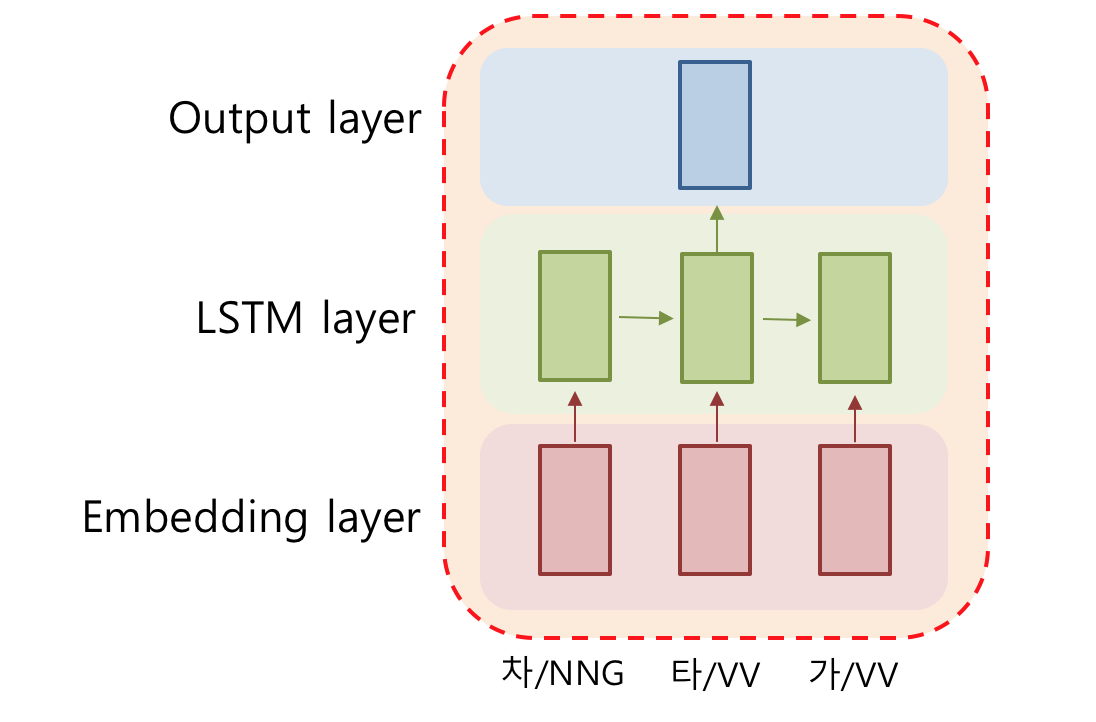 Output layer
LSTM layer
Embedding layer
차/NNG 타/VV 가/VV